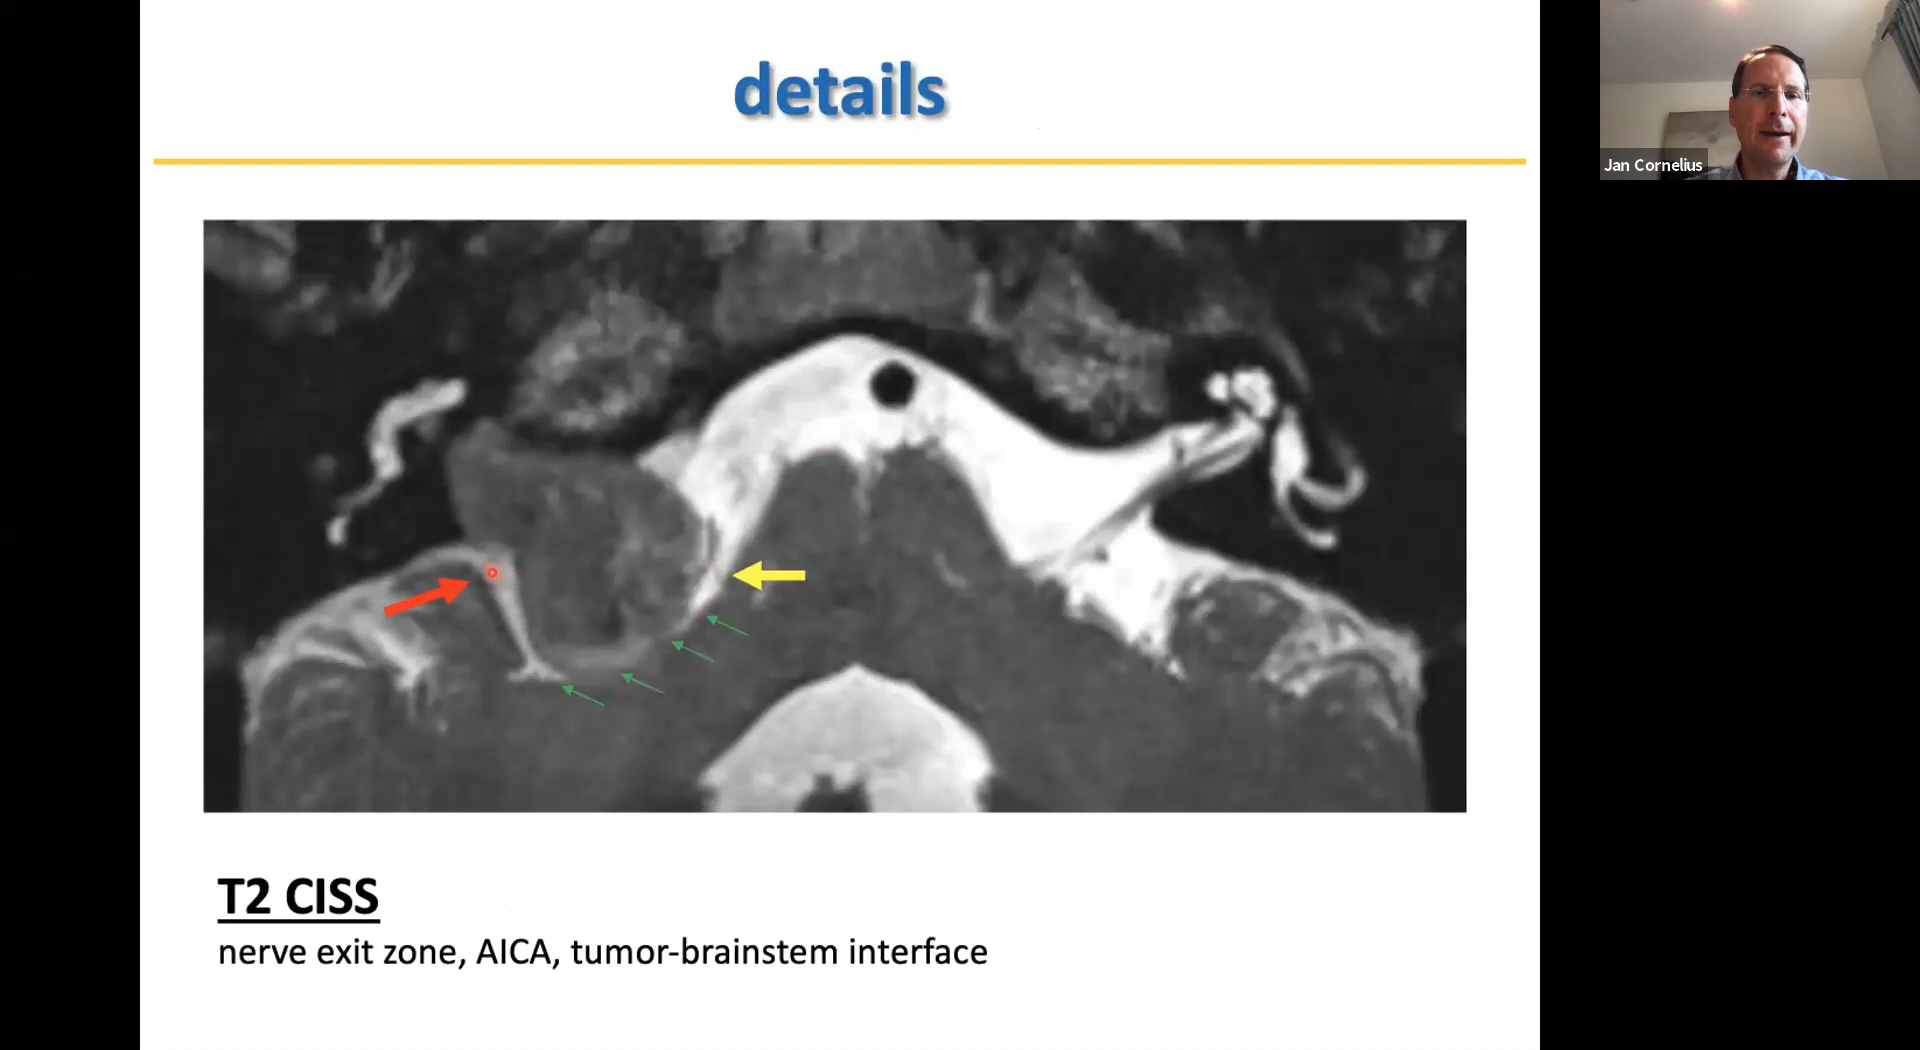 details
Jan Cornelius
T2 CISS
nerve exit zone, AICA, tumor-brainstem interface